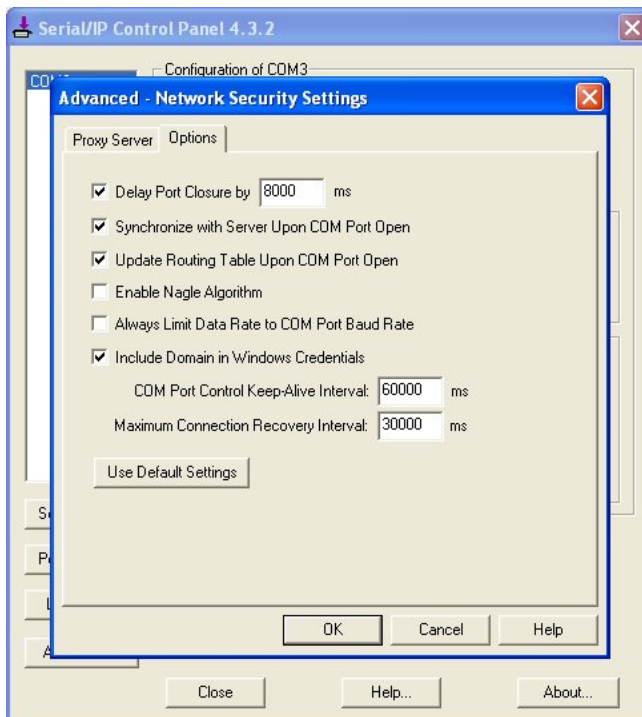 Serial/IP Control Panel 4.3.2
Configuration of COM3
Advanced - Network Security Settings
Proxy Server Options
Delay Port Closure by 8000 ms
Synchronize with Server Upon COM Port Open
Update Routing Table Upon COM Port Open
Enable Nagle Algorithm
Always Limit Data Rate to COM Port Baud Rate
Include Domain in Windows Credentials
COM Port Control Keep-Alive Interval: 60000 ms
Maximum Connection Recovery Interval: 30000 ms
Use Default Settings
OK Cancel Help
Close Help... About...